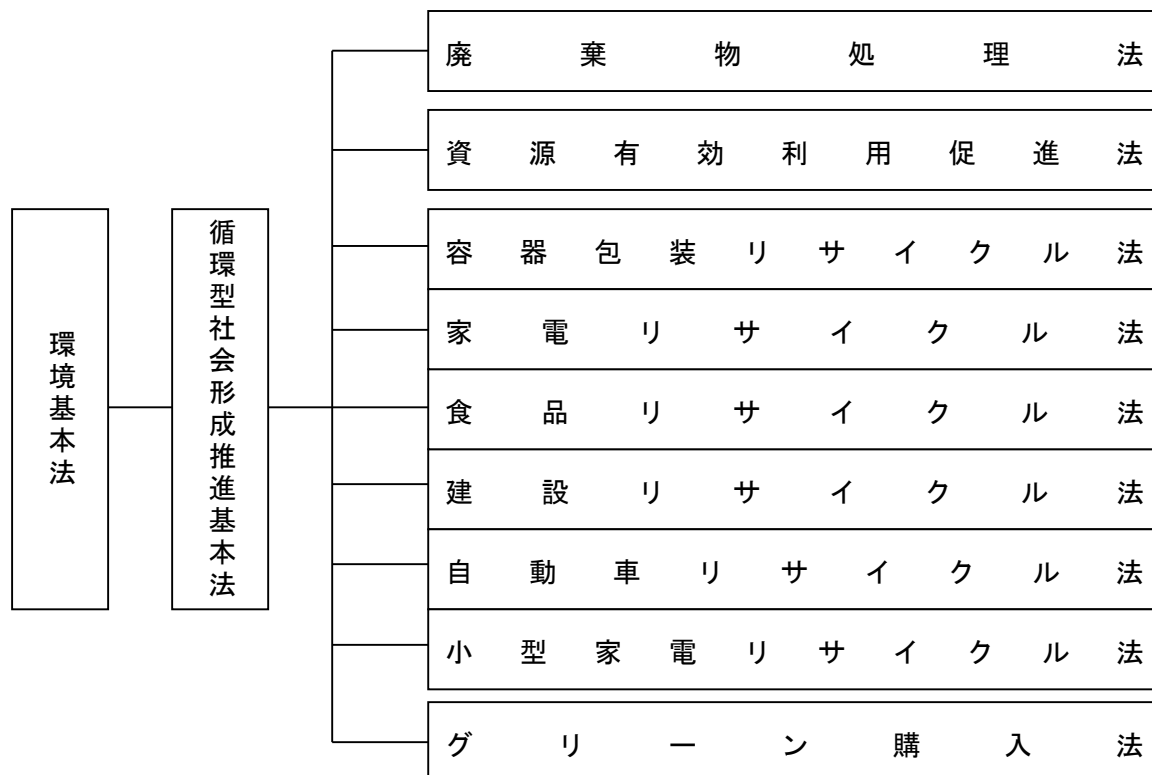 環境基本法
循環型社会形成推進基本法
廃棄物処理法
資源有効利用促進法
容器包装リサイクル法
家電リサイクル法
食品リサイクル法
建設リサイクル法
自動車リサイクル法
小型家電リサイクル法
グリーン購入法